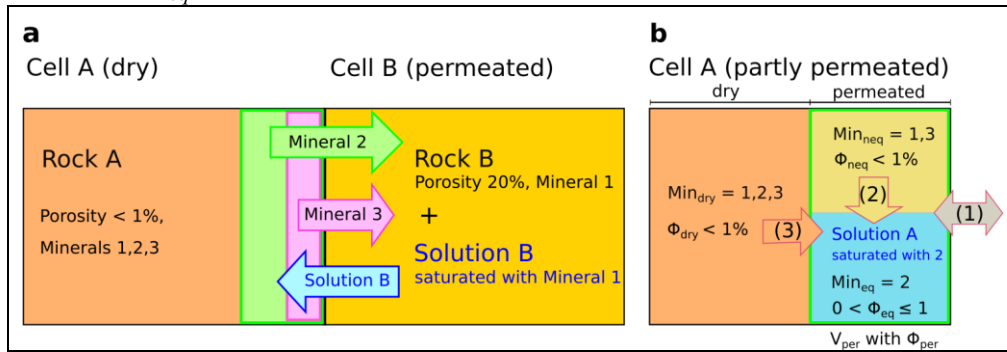 q
a
Cell A (dry)
Cell B (permeated)
Rock A
Porosity < 1%,
Minerals 1,2,3
Mineral 2
Mineral 3
Solution B
Rock B
Porosity 20%, Mineral 1
+
Solution B
saturated with Mineral 1
b
Cell A (partly permeated)
dry
permeated
Min_dry = 1,2,3
Φ_dry < 1%
(3)
Min_neq = 1,3
Φ_neq < 1%
(2)
(1)
Solution A
saturated with 2
Min_eq = 2
0 < Φ_eq ≤ 1
V_per with Φ_per